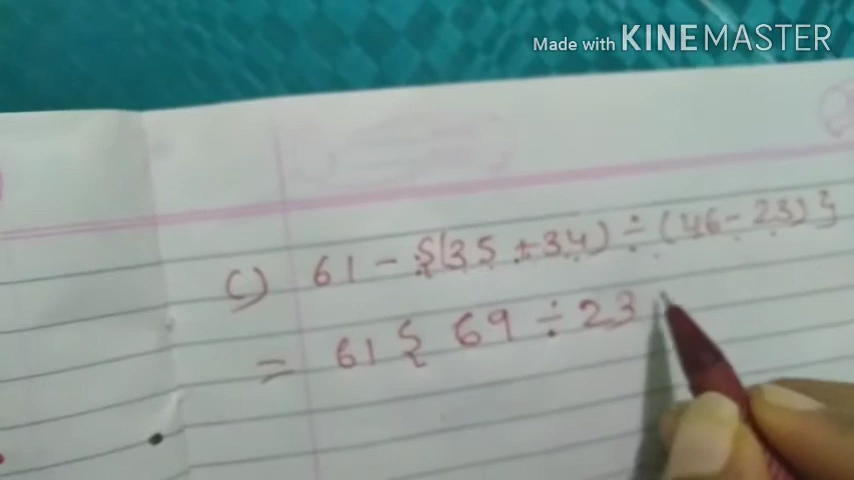 Made with KINEMASTER
c) 61 - {(35 + 34) ÷ (46 - 23)}
= 61 { 69 ÷ 23